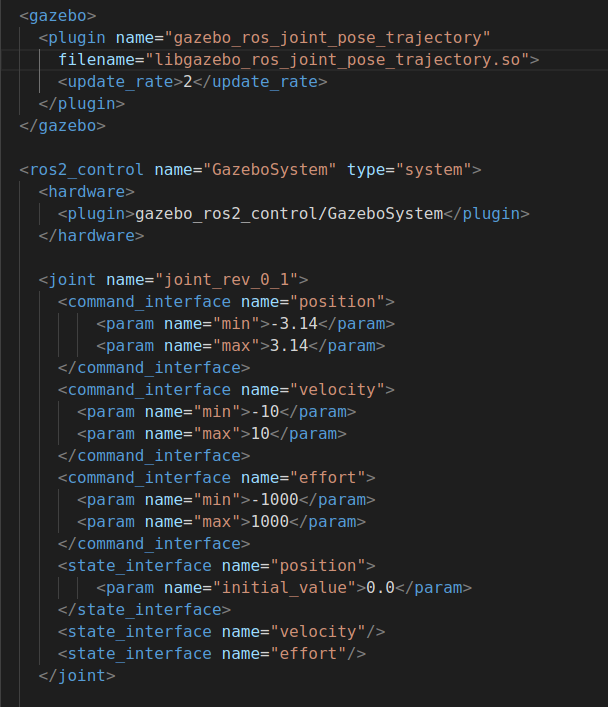 <gazebo>
<plugin name="gazebo_ros_joint_pose_trajectory"
filename="libgazebo_ros_joint_pose_trajectory.so">
<update_rate>2</update_rate>
</plugin>
</gazebo>
<ros2_control name="GazeboSystem" type="system">
<hardware>
<plugin>gazebo_ros2_control/GazeboSystem</plugin>
</hardware>
<joint name="joint_rev_0_1">
<command_interface name="position">
<param name="min">-3.14</param>
<param name="max">3.14</param>
</command_interface>
<command_interface name="velocity">
<param name="min">-10</param>
<param name="max">10</param>
</command_interface>
<command_interface name="effort">
<param name="min">-1000</param>
<param name="max">1000</param>
</command_interface>
<state_interface name="position">
<param name="initial_value">0.0</param>
</state_interface>
<state_interface name="velocity"/>
<state_interface name="effort"/>
</joint>